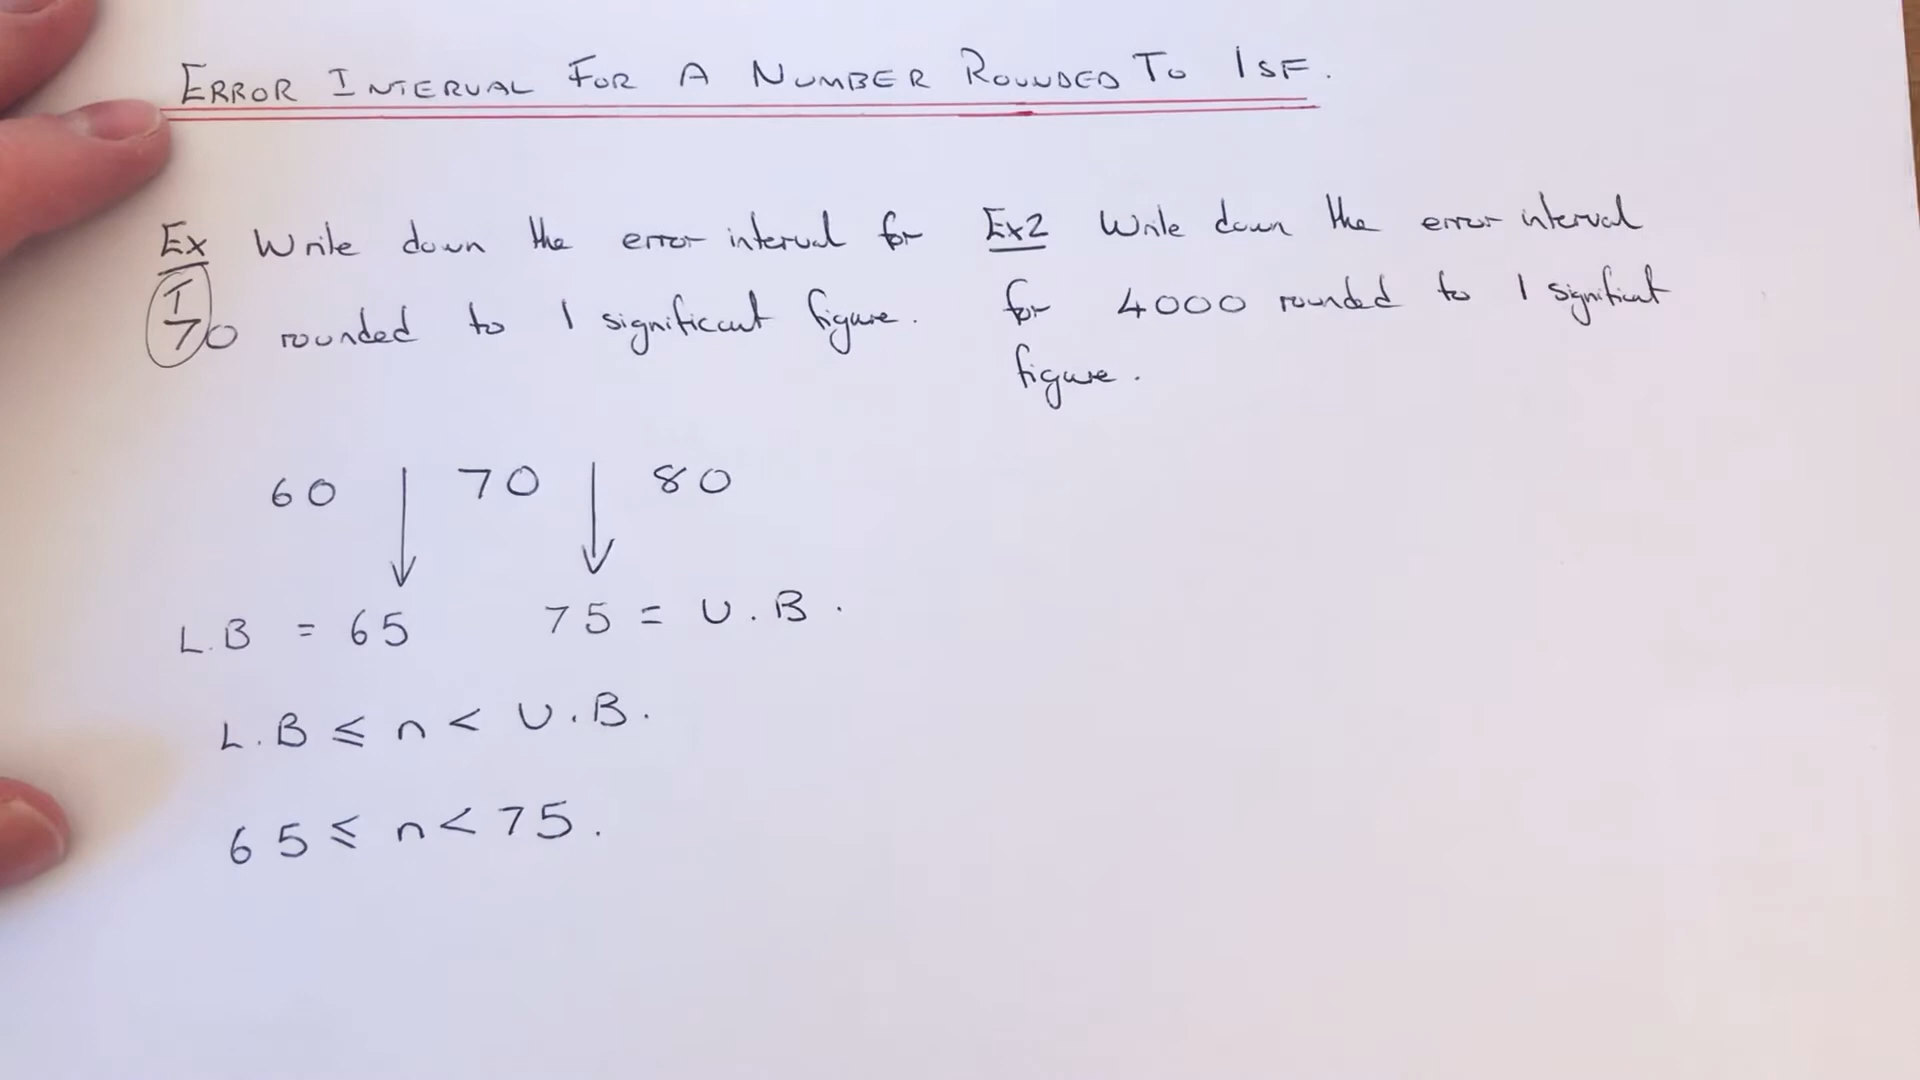 ERROR INTERVAL FOR A NUMBER ROUNDED TO 1SF.
Ex Write down the error interval for
T
70 rounded to 1 significant figure.
Ex2 Write down the error interval
for 4000 rounded to 1 significant
figure.
60 70 80
L.B = 65 75 = U.B.
L.B ≤ n < U.B.
65 ≤ n < 75.